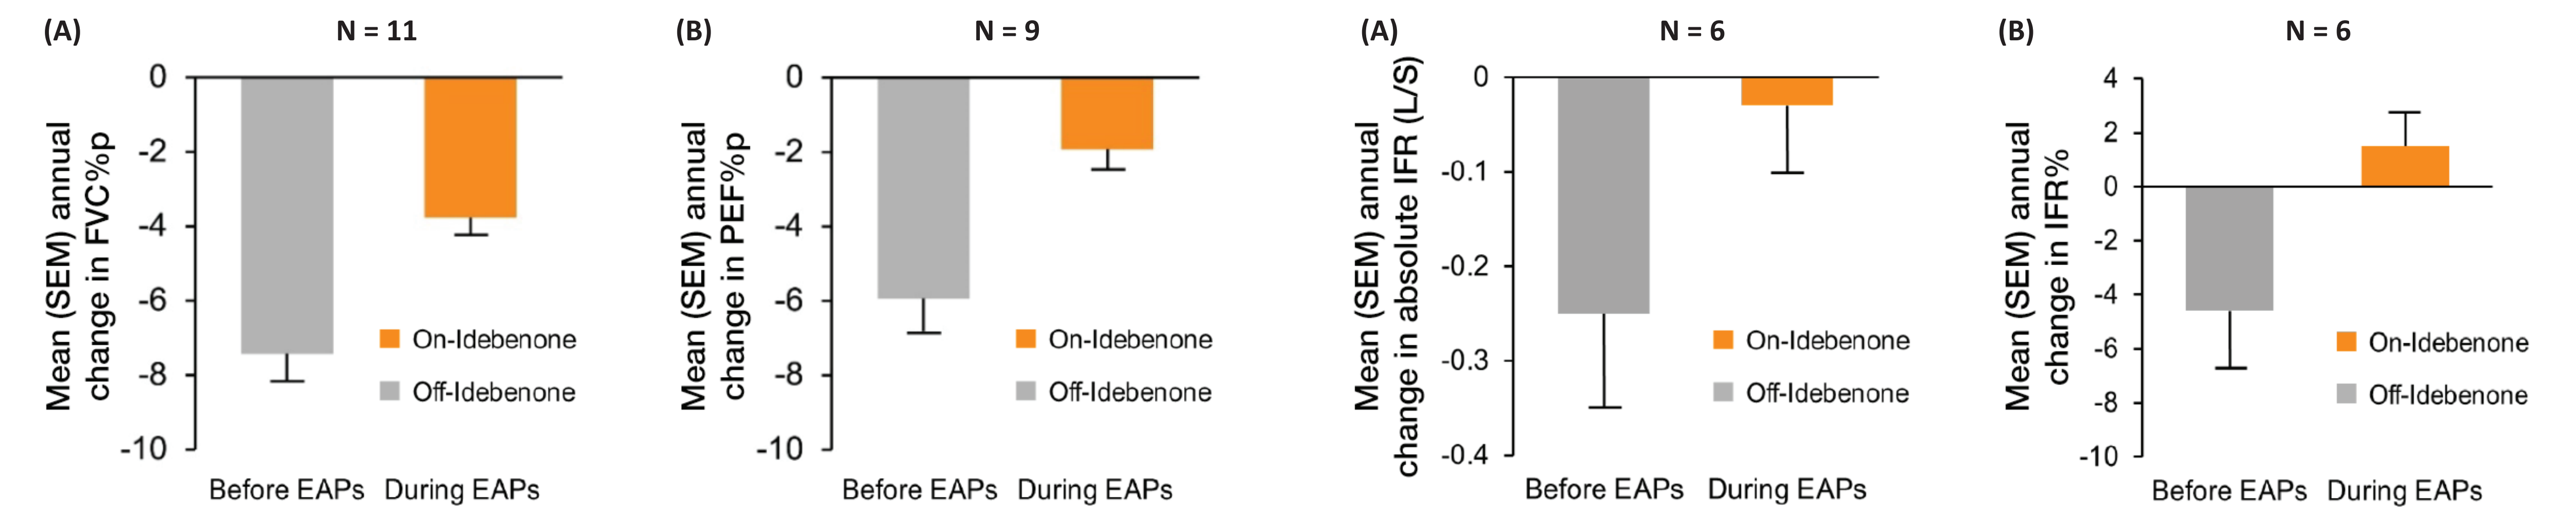 (A)
N = 11
Mean (SEM) annual
change in FVC%p
0
-2
-4
-6
-8
-10
On-Idebenone
Off-Idebenone
Before EAPs
During EAPs
(B)
N = 9
Mean (SEM) annual
change in PEF%p
0
-2
-4
-6
-8
-10
On-Idebenone
Off-Idebenone
Before EAPs
During EAPs
(A)
N = 6
Mean (SEM) annual
change in absolute IFR (L/S)
0
-0.1
-0.2
-0.3
-0.4
On-Idebenone
Off-Idebenone
Before EAPs
During EAPs
(B)
N = 6
Mean (SEM) annual
change in IFR%
4
2
0
-2
-4
-6
-8
-10
On-Idebenone
Off-Idebenone
Before EAPs
During EAPs